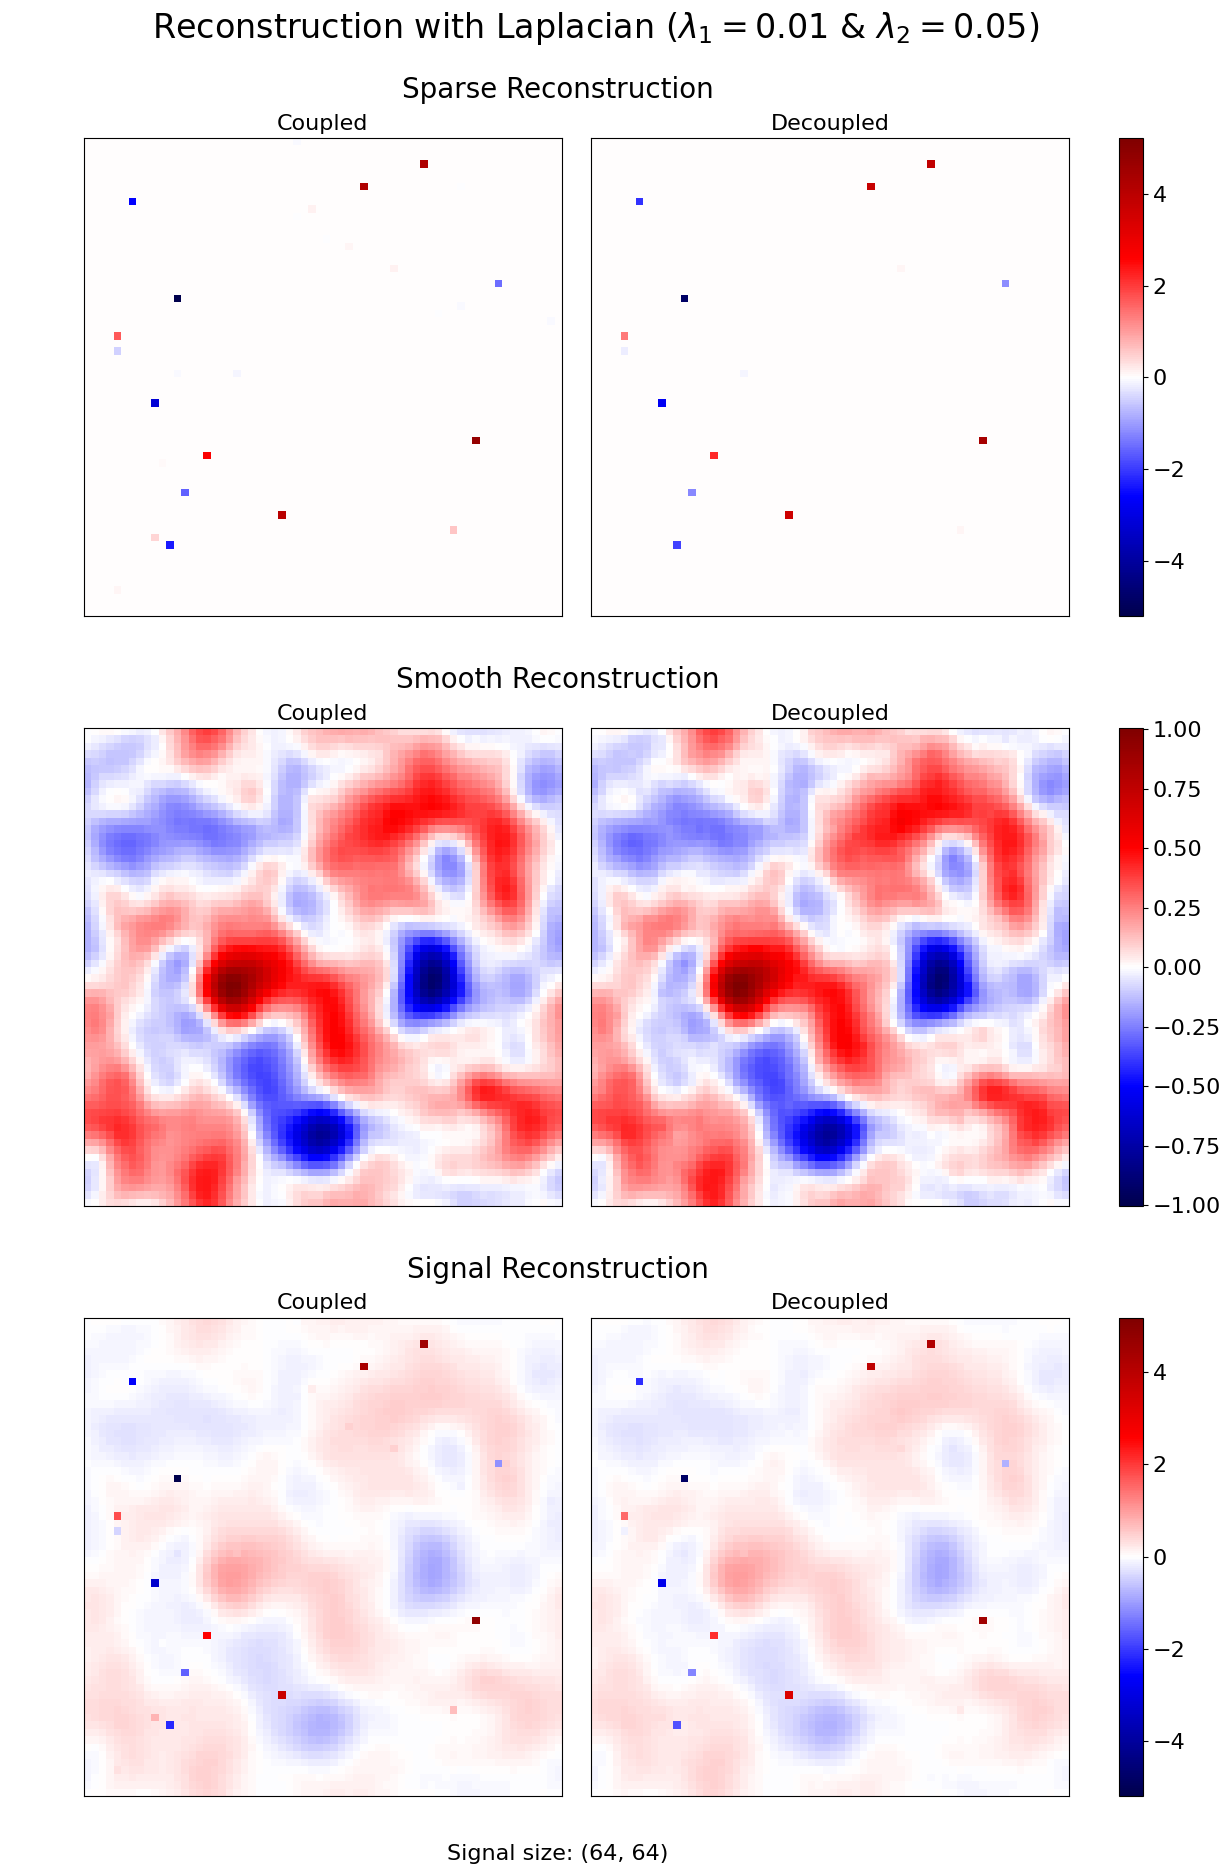 Reconstruction with Laplacian (λ₁ = 0.01 & λ₂ = 0.05)
Sparse Reconstruction
Coupled
Decoupled
4
2
0
−2
−4
Smooth Reconstruction
Coupled
Decoupled
1.00
0.75
0.50
0.25
0.00
−0.25
−0.50
−0.75
−1.00
Signal Reconstruction
Coupled
Decoupled
4
2
0
−2
−4
Signal size: (64, 64)